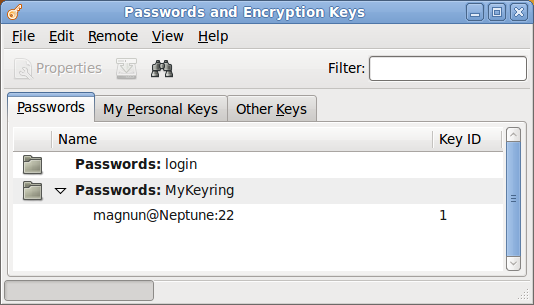 Passwords and Encryption Keys
File Edit Remote View Help
Properties Filter:
Passwords My Personal Keys Other Keys
Name Key ID
Passwords: login
Passwords: MyKeyring
magnun@Neptune:22 1